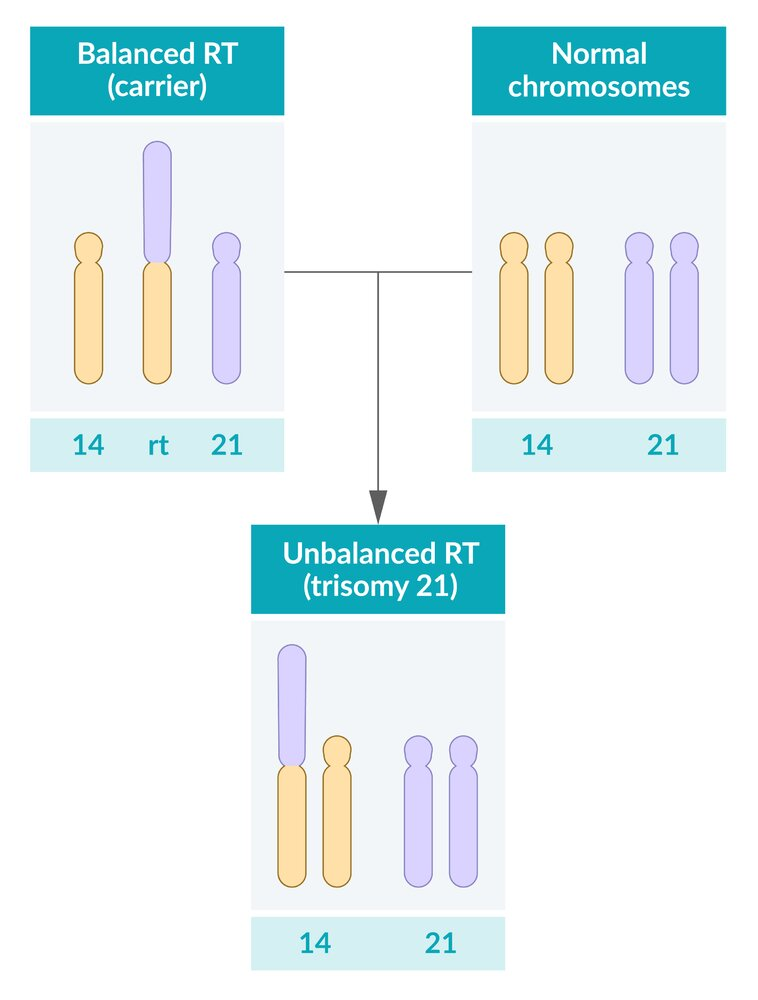 Balanced RT
(carrier)
Normal
chromosomes
14 rt 21
14 21
Unbalanced RT
(trisomy 21)
14 21